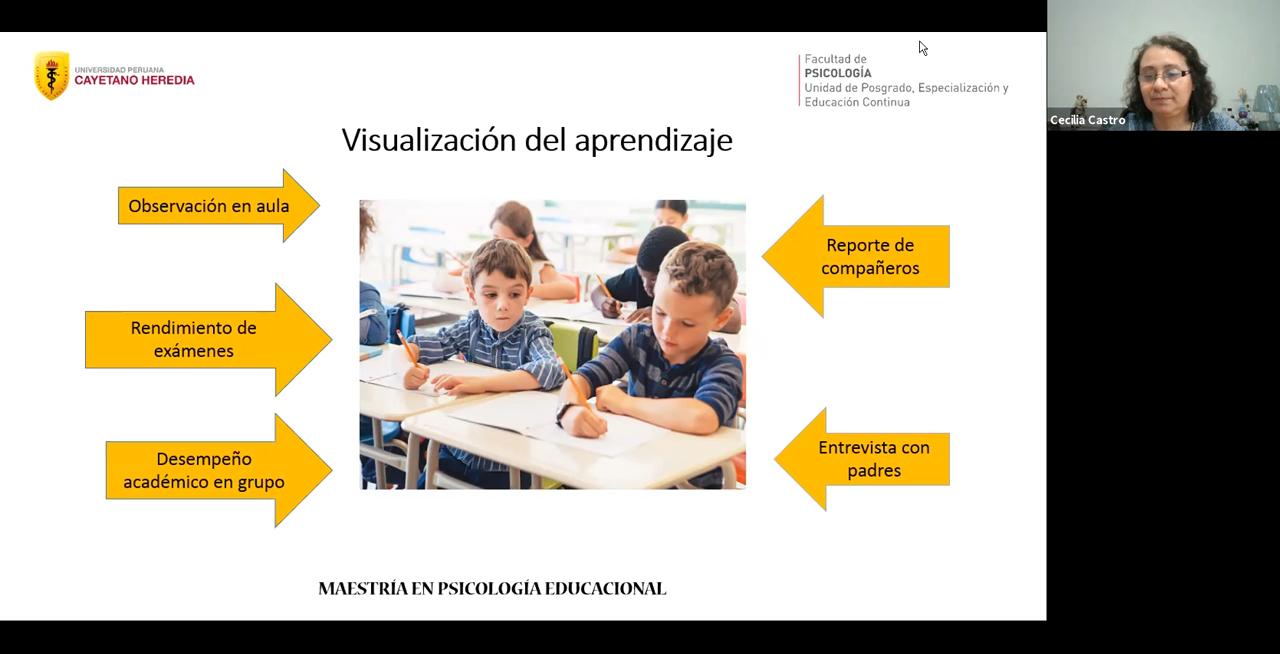 UNIVERSIDAD PERUANA
CAYETANO HEREDIA
Facultad de
PSICOLOGÍA
Unidad de Posgrado, Especialización y
Educación Continua
Cecilia Castro
Visualización del aprendizaje
Observación en aula
Rendimiento de
exámenes
Desempeño
académico en grupo
Reporte de
compañeros
Entrevista con
padres
MAESTRÍA EN PSICOLOGÍA EDUCACIONAL